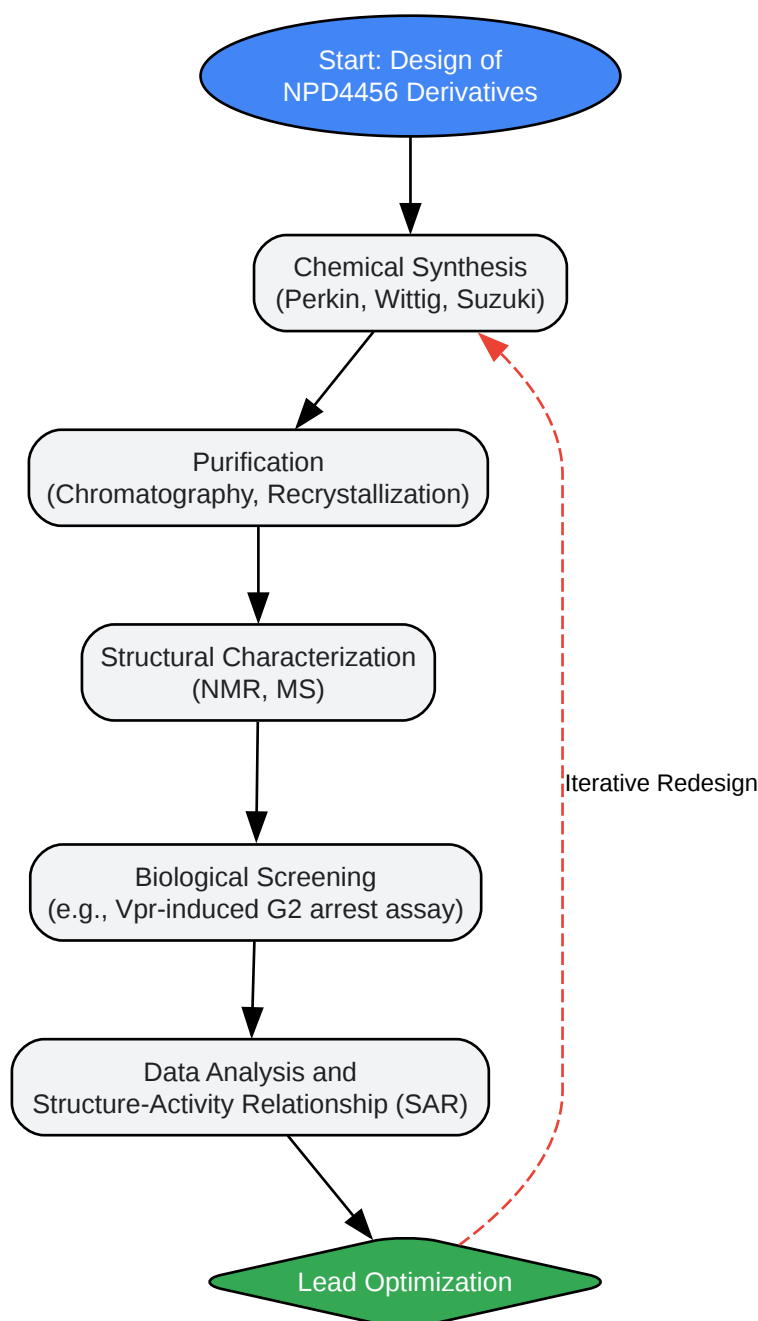 Start: Design of
NPD4456 Derivatives
Chemical Synthesis
(Perkin, Wittig, Suzuki)
Purification
(Chromatography, Recrystallization)
Structural Characterization
(NMR, MS)
Iterative Redesign
Biological Screening
(e.g., Vpr-induced G2 arrest assay)
Data Analysis and
Structure-Activity Relationship (SAR)
Lead Optimization